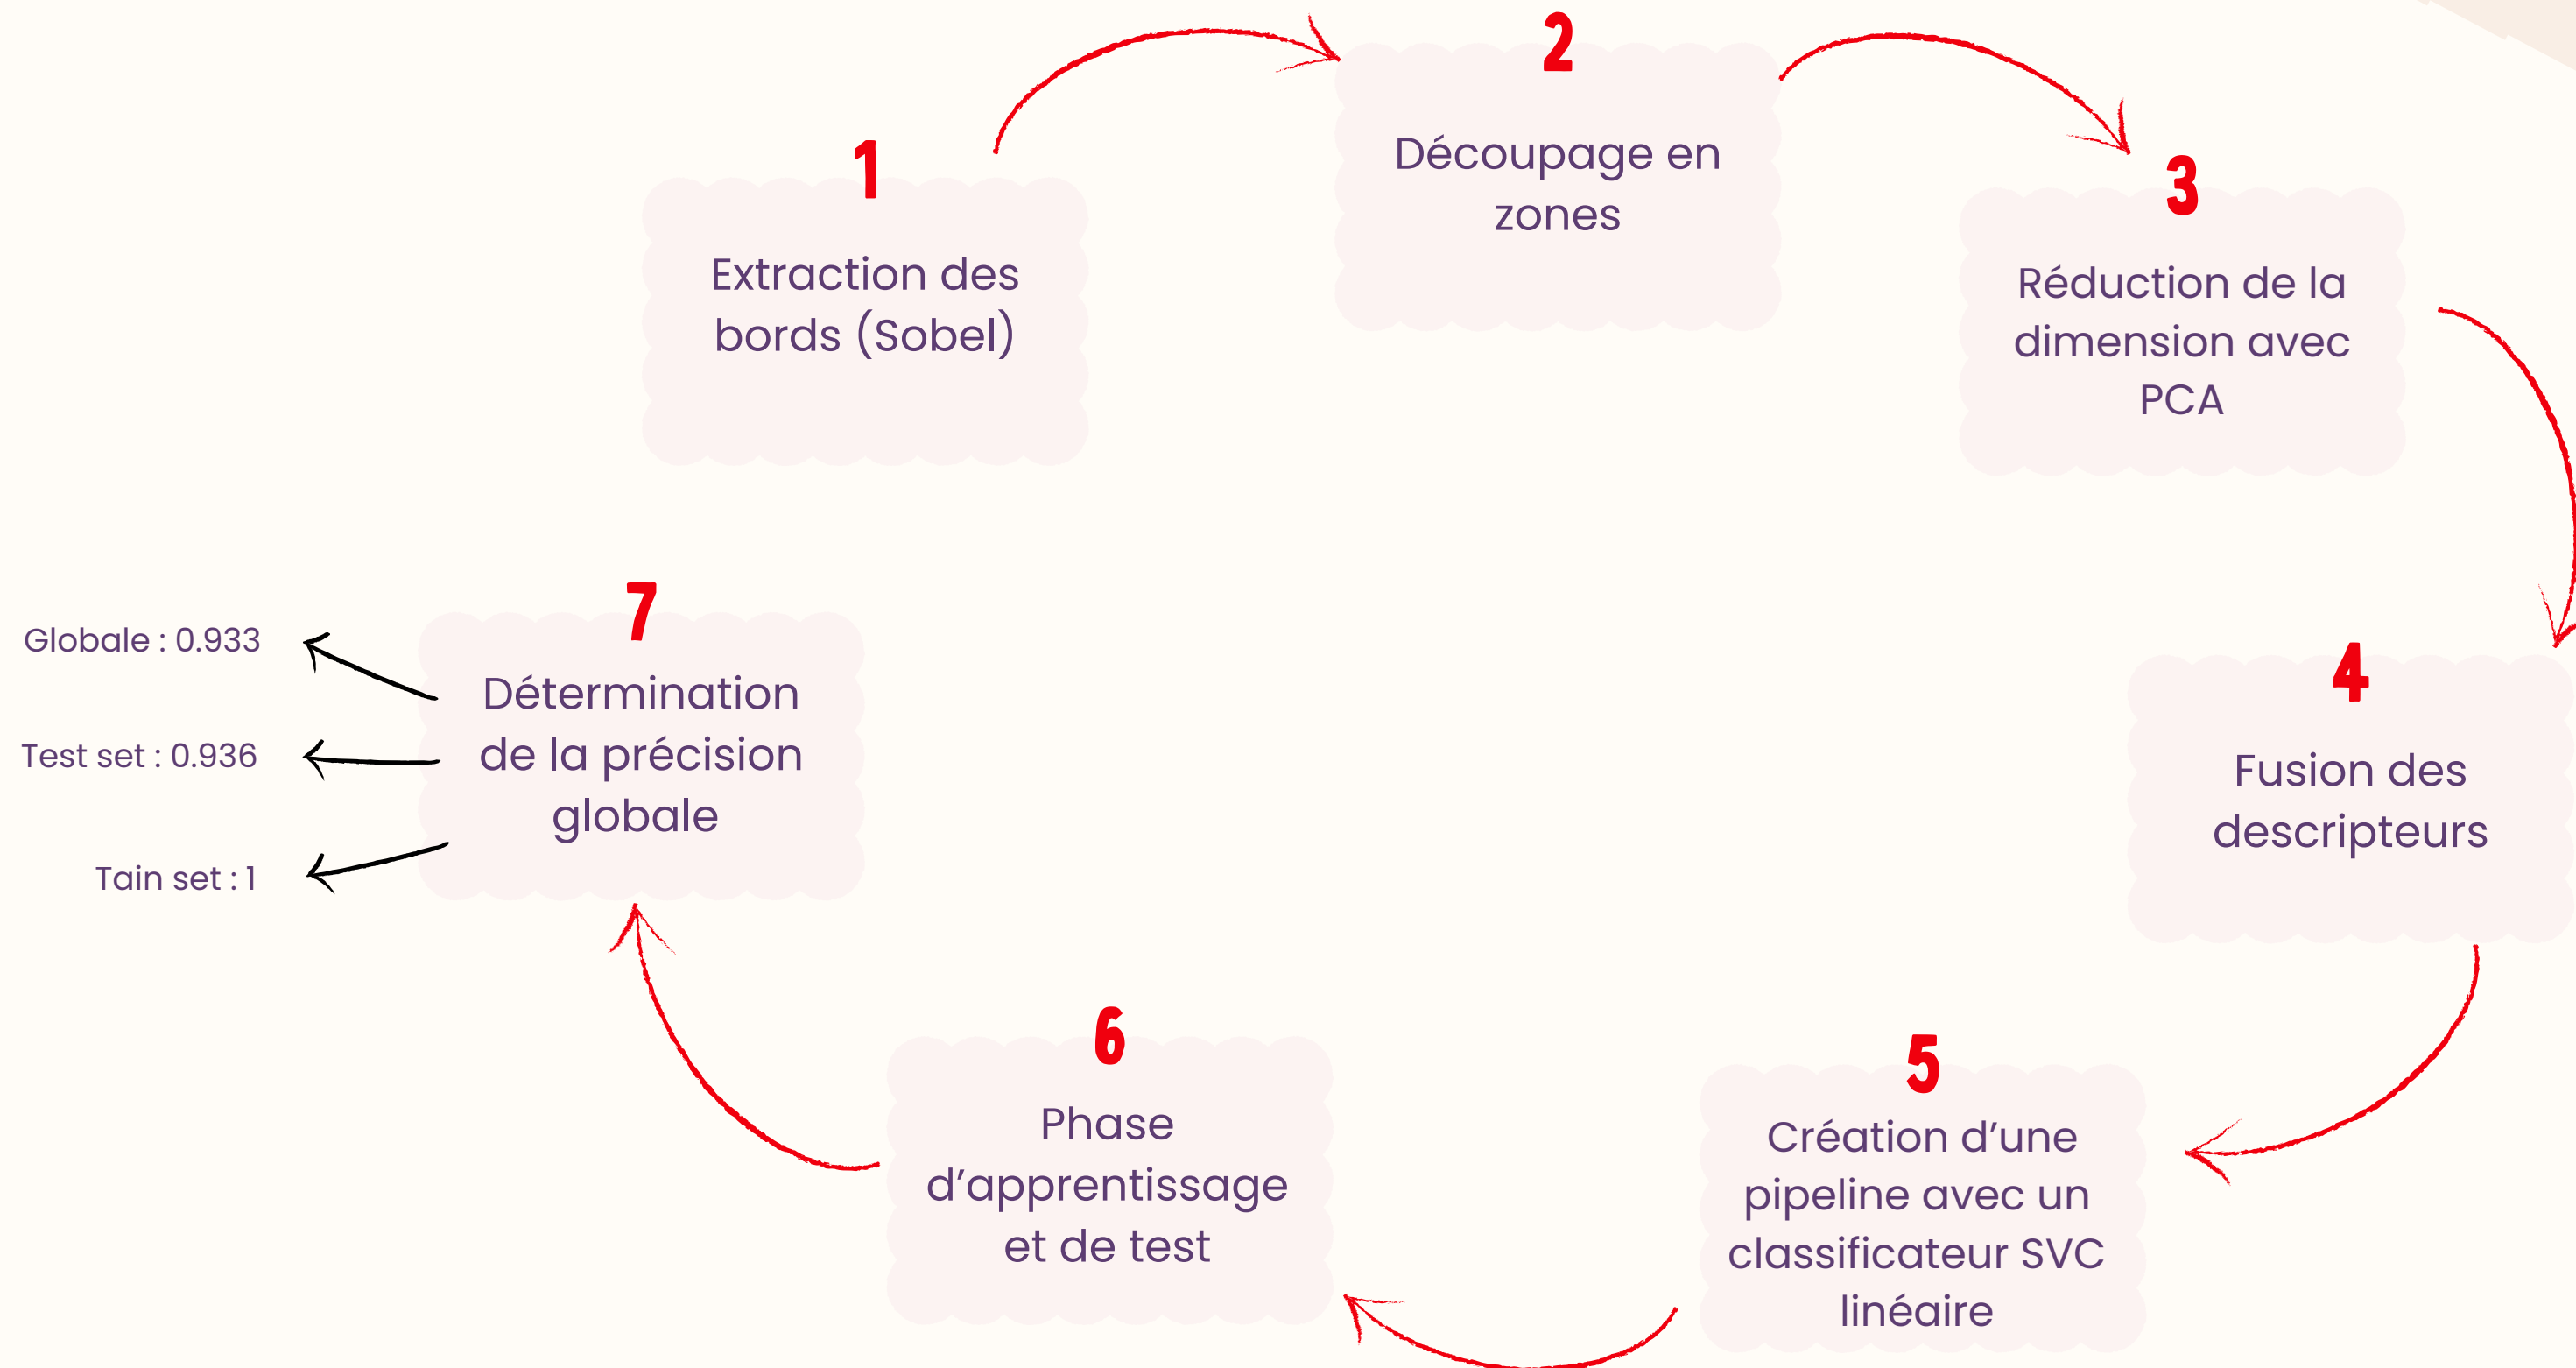 1
Extraction des
bords (Sobel)
2
Découpage en
zones
3
Réduction de la
dimension avec
PCA
4
Fusion des
descripteurs
5
Création d’une
pipeline avec un
classificateur SVC
linéaire
6
Phase
d’apprentissage
et de test
7
Détermination
de la précision
globale
Globale : 0.933
Test set : 0.936
Tain set : 1